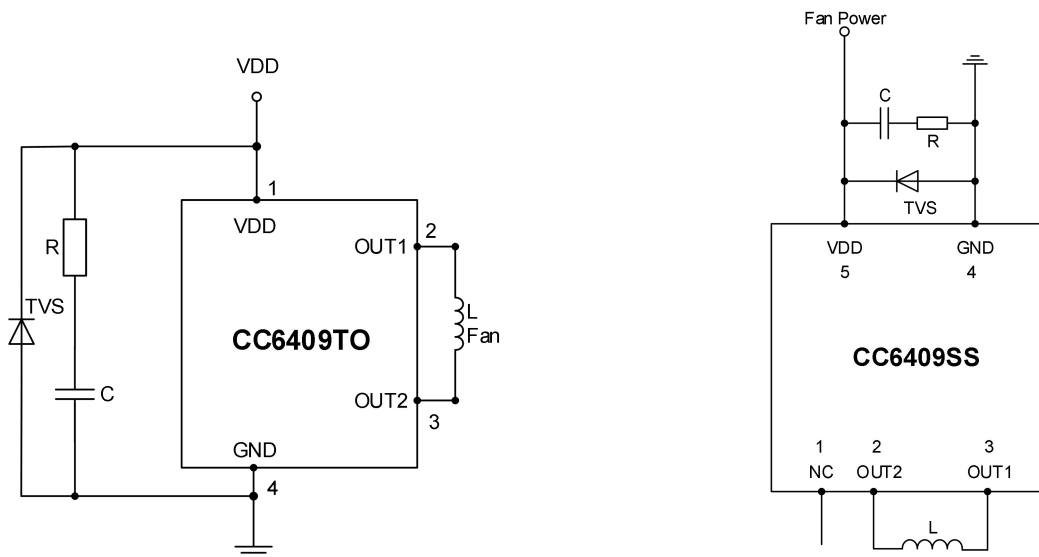 VDD
1
VDD
R
TVS
C
OUT1
2
L
Fan
CC6409TO
OUT2
3
GND
4
Fan Power
C
R
TVS
VDD
GND
5
4
CC6409SS
1
2
3
NC
OUT2
OUT1
L